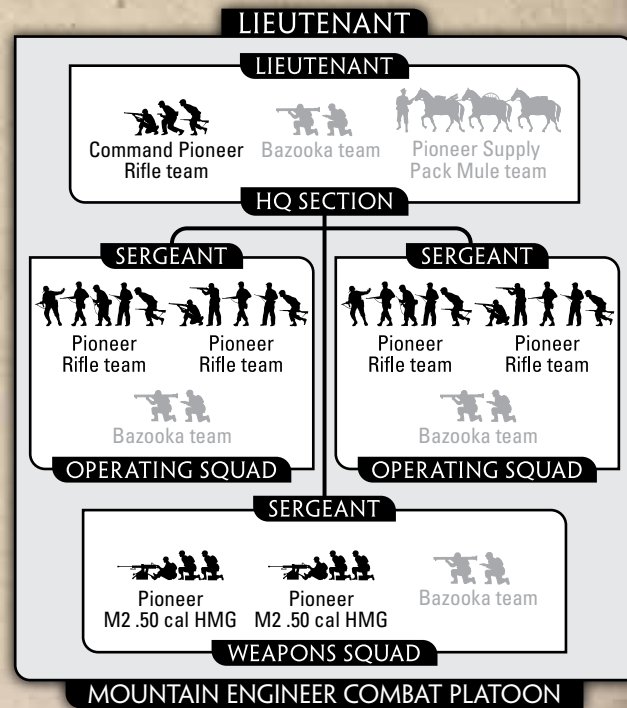 LIEUTENANT
LIEUTENANT
Command Pioneer
Rifle team
Bazooka team
Pioneer Supply
Pack Mule team
HQ SECTION
SERGEANT
Pioneer
Rifle team
Pioneer
Rifle team
Bazooka team
OPERATING SQUAD
SERGEANT
Pioneer
Rifle team
Pioneer
Rifle team
Bazooka team
OPERATING SQUAD
SERGEANT
Pioneer
M2 .50 cal HMG
Pioneer
M2 .50 cal HMG
Bazooka team
WEAPONS SQUAD
MOUNTAIN ENGINEER COMBAT PLATOON